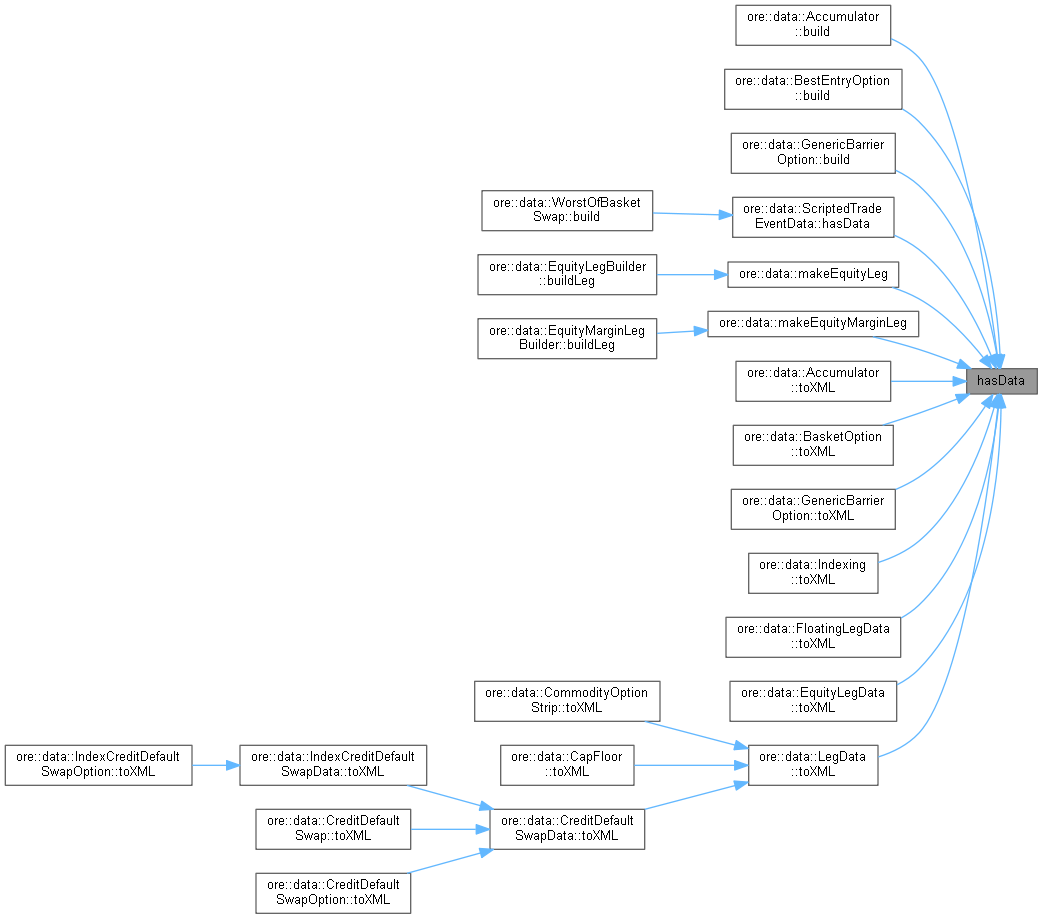 ore::data::Accumulator
::build
ore::data::BestEntryOption
::build
ore::data::GenericBarrier
Option::build
ore::data::WorstOfBasket
Swap::build
ore::data::ScriptedTrade
EventData::hasData
ore::data::EquityLegBuilder
::buildLeg
ore::data::makeEquityLeg
ore::data::EquityMarginLeg
Builder::buildLeg
ore::data::makeEquityMarginLeg
ore::data::Accumulator
::toXML
hasData
ore::data::BasketOption
::toXML
ore::data::GenericBarrier
Option::toXML
ore::data::Indexing
::toXML
ore::data::FloatingLegData
::toXML
ore::data::CommodityOption
Strip::toXML
ore::data::EquityLegData
::toXML
ore::data::IndexCreditDefault
SwapOption::toXML
ore::data::IndexCreditDefault
SwapData::toXML
ore::data::CapFloor
::toXML
ore::data::LegData
::toXML
ore::data::CreditDefault
Swap::toXML
ore::data::CreditDefault
SwapData::toXML
ore::data::CreditDefault
SwapOption::toXML